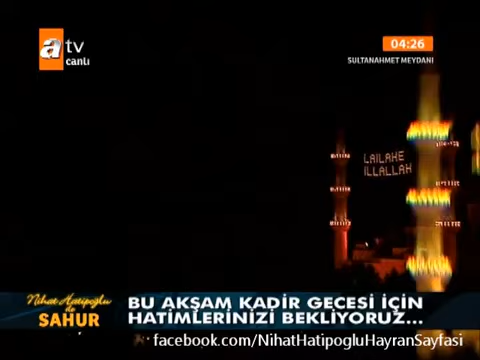 atv
canlı
04:26
SULTANAHMET MEYDANI
LAILAHE
ILLALLAH
Nihat Hatipoğlu
ile
SAHUR
BU AKŞAM KADİR GECESİ İÇİN
HATİMLERİNİZİ BEKLİYORUZ...
facebook.com/NihatHatipogluHayranSayfasi